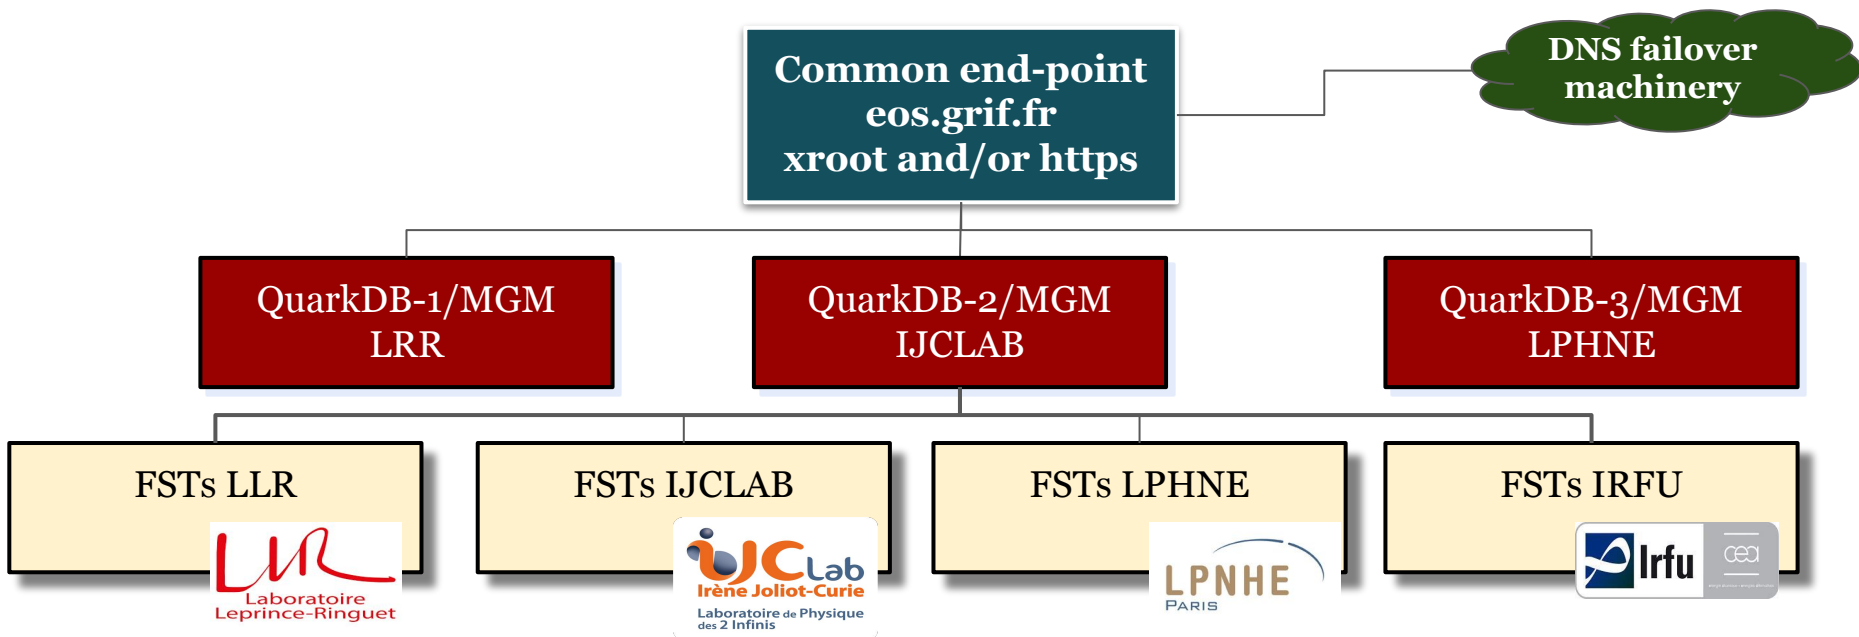 DNS failover
machinery
Common end-point
eos.grif.fr
xroot and/or https
QuarkDB-1/MGM
LRR
QuarkDB-2/MGM
IJCLAB
QuarkDB-3/MGM
LPHNE
FSTs LLR
LLR
Laboratoire
Leprince-Ringuet
FSTs IJCLAB
IJCLab
Irène Joliot-Curie
Laboratoire de Physique
des 2 Infinis
FSTs LPHNE
LPNHE
PARIS
FSTs IRFU
Irfu
cea